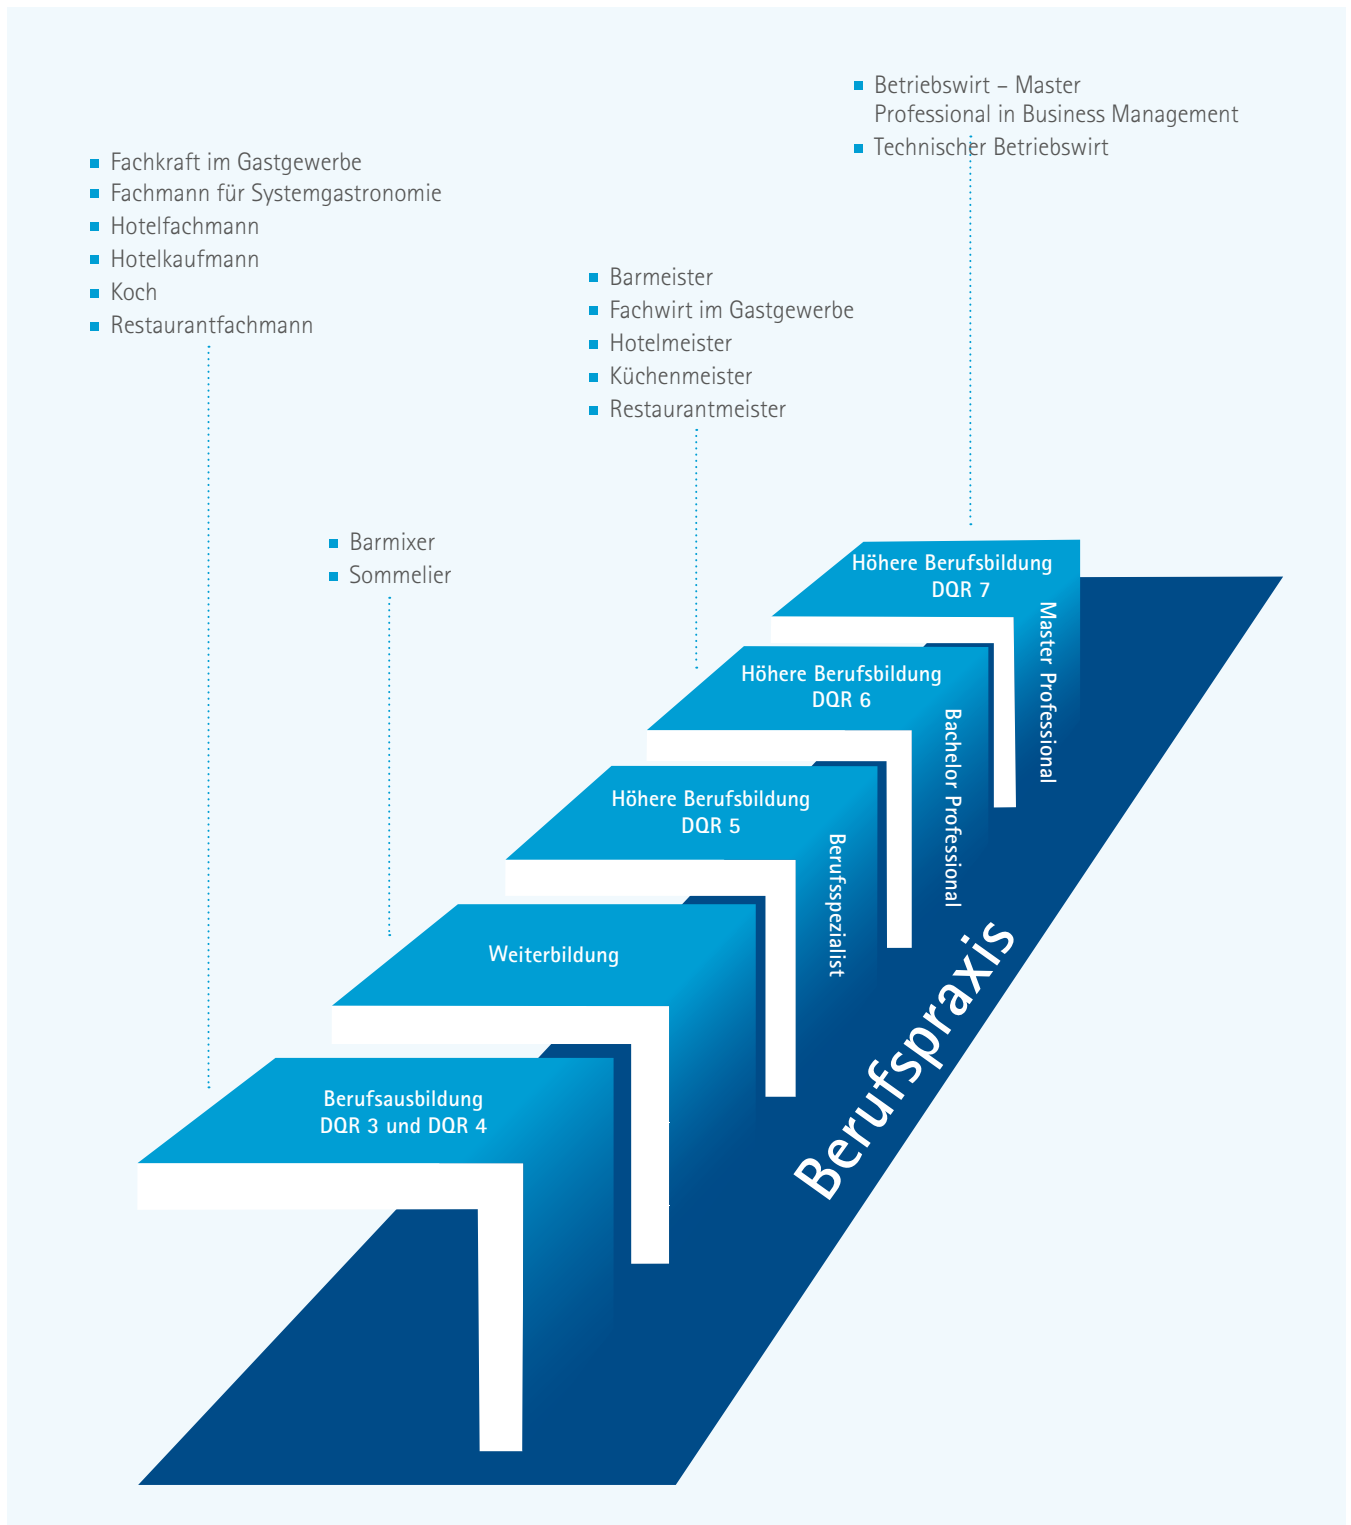 Betriebswirt – Master
Professional in Business Management
Technischer Betriebswirt
Fachkraft im Gastgewerbe
Fachmann für Systemgastronomie
Hotelfachmann
Hotelkaufmann
Koch
Restaurantfachmann
Barmeister
Fachwirt im Gastgewerbe
Hotelmeister
Küchenmeister
Restaurantmeister
Barmixer
Sommelier
Höhere Berufsbildung
DQR 7
Master Professional
Höhere Berufsbildung
DQR 6
Bachelor Professional
Höhere Berufsbildung
DQR 5
Berufsspezialist
Weiterbildung
Berufsausbildung
DQR 3 und DQR 4
Berufspraxis